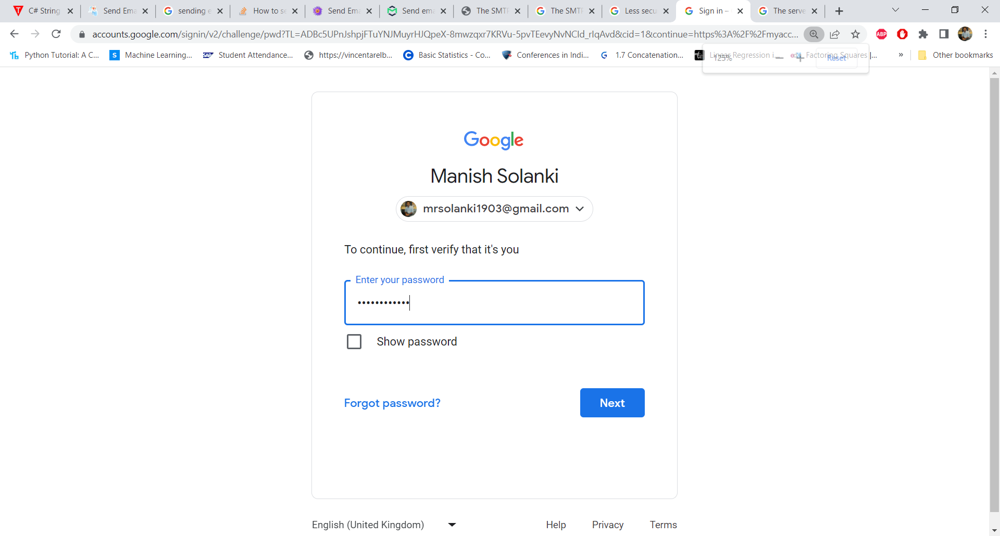 C# String
Send Ema
sending e
How to se
Send Ema
Send ema
The SMTP
The SMTP
Less secu
Sign in –
The serve
accounts.google.com/signin/v2/challenge/pwd?TL=ADBc5UPnJshpjFTuYNJMuyrHJQpeX-8mwzqxr7KRVu-5pvTEevyNvNCId_rIqAvd&cid=1&continue=https%3A%2F%2Fmyacc...
ABP
Python Tutorial: A C...
S Machine Learning...
SAP Student Attendance...
https://vincentarelb...
C Basic Statistics - Co...
Conferences in Indi...
G 1.7 Concatenation...
Linear Regression i...
Factoring Squares |...
»
Other bookmarks
125%
Reset
Google
Manish Solanki
mrsolanki1903@gmail.com
To continue, first verify that it's you
Enter your password
••••••••••••
Show password
Forgot password?
Next
English (United Kingdom)
Help
Privacy
Terms